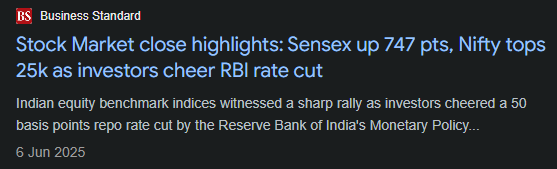 BS Business Standard
Stock Market close highlights: Sensex up 747 pts, Nifty tops
25k as investors cheer RBI rate cut
Indian equity benchmark indices witnessed a sharp rally as investors cheered a 50
basis points repo rate cut by the Reserve Bank of India's Monetary Policy...
6 Jun 2025